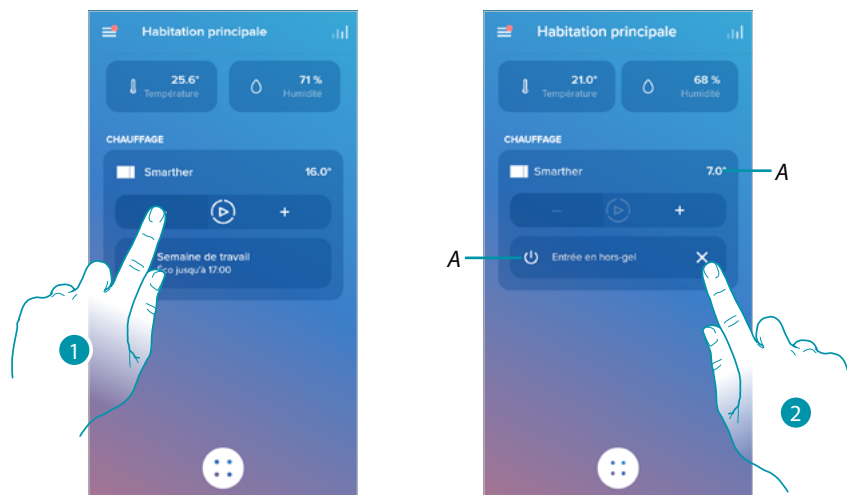 Habitation principale
25.6°
Température
71 %
Humidité
CHAUFFAGE
Smarther
16.0°
+
Semaine de travail
Éco jusqu'à 17:00
1
Habitation principale
21.0°
Température
68 %
Humidité
CHAUFFAGE
Smarther
7.0°
A
− +
A
Entrée en hors-gel
2